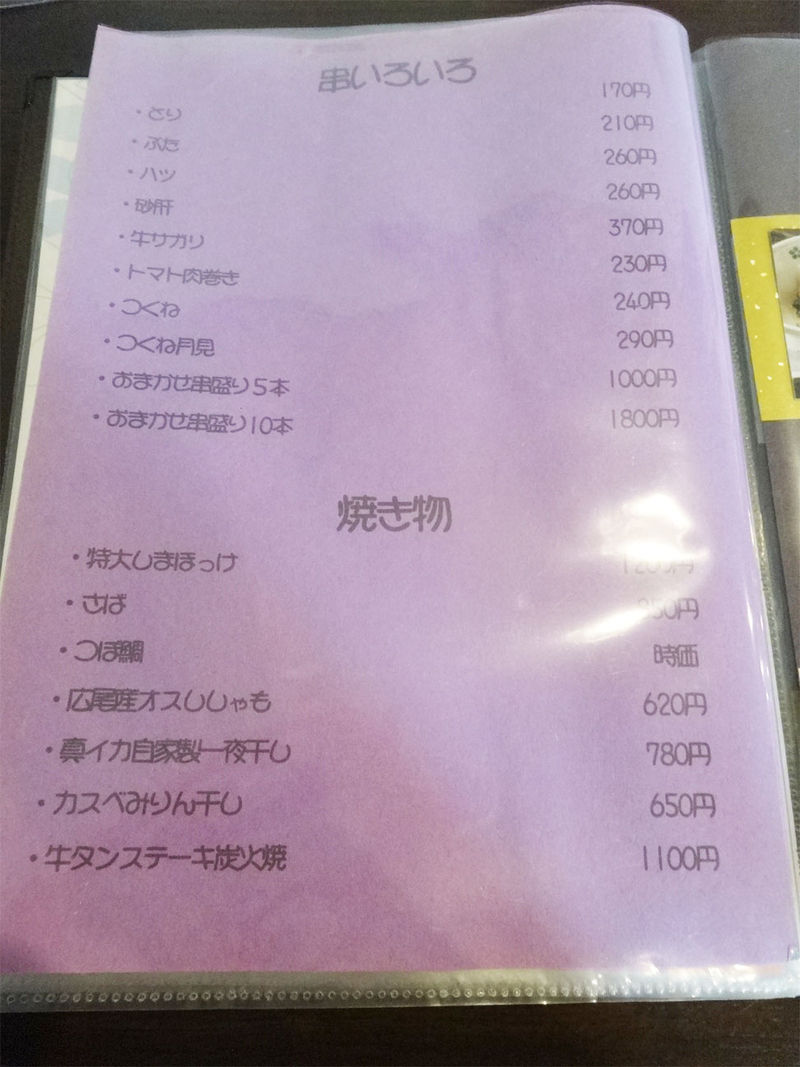 串いろいろ
・とり 170円
・ぶた 210円
・ハツ 260円
・砂肝 260円
・牛サガリ 370円
・トマト肉巻き 230円
・つくね 240円
・つくね月見 290円
・おまかせ串盛り5本 1000円
・おまかせ串盛り10本 1800円
焼き物
・特大しまほっけ
・さば
・つぼ鯛 時価
・広尾産オスししゃも 620円
・真イカ自家製一夜干し 780円
・カスベみりん干し 650円
・牛タンステーキ炭火焼 1100円